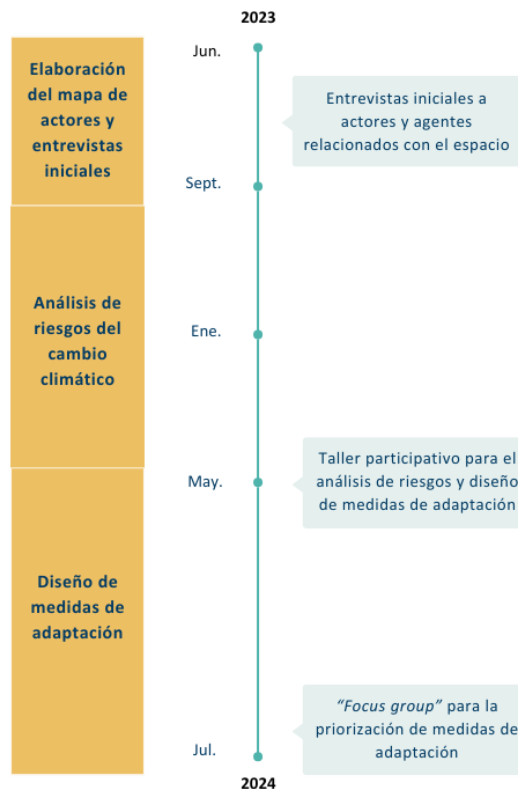 2023
Jun.
Elaboración
del mapa de
actores y
entrevistas
iniciales
Entrevistas iniciales a
actores y agentes
relacionados con el espacio
Sept.
Análisis de
riesgos del
cambio
climático
Ene.
Taller participativo para el
análisis de riesgos y diseño
de medidas de adaptación
May.
Diseño de
medidas de
adaptación
“Focus group” para la
priorización de medidas de
adaptación
Jul.
2024